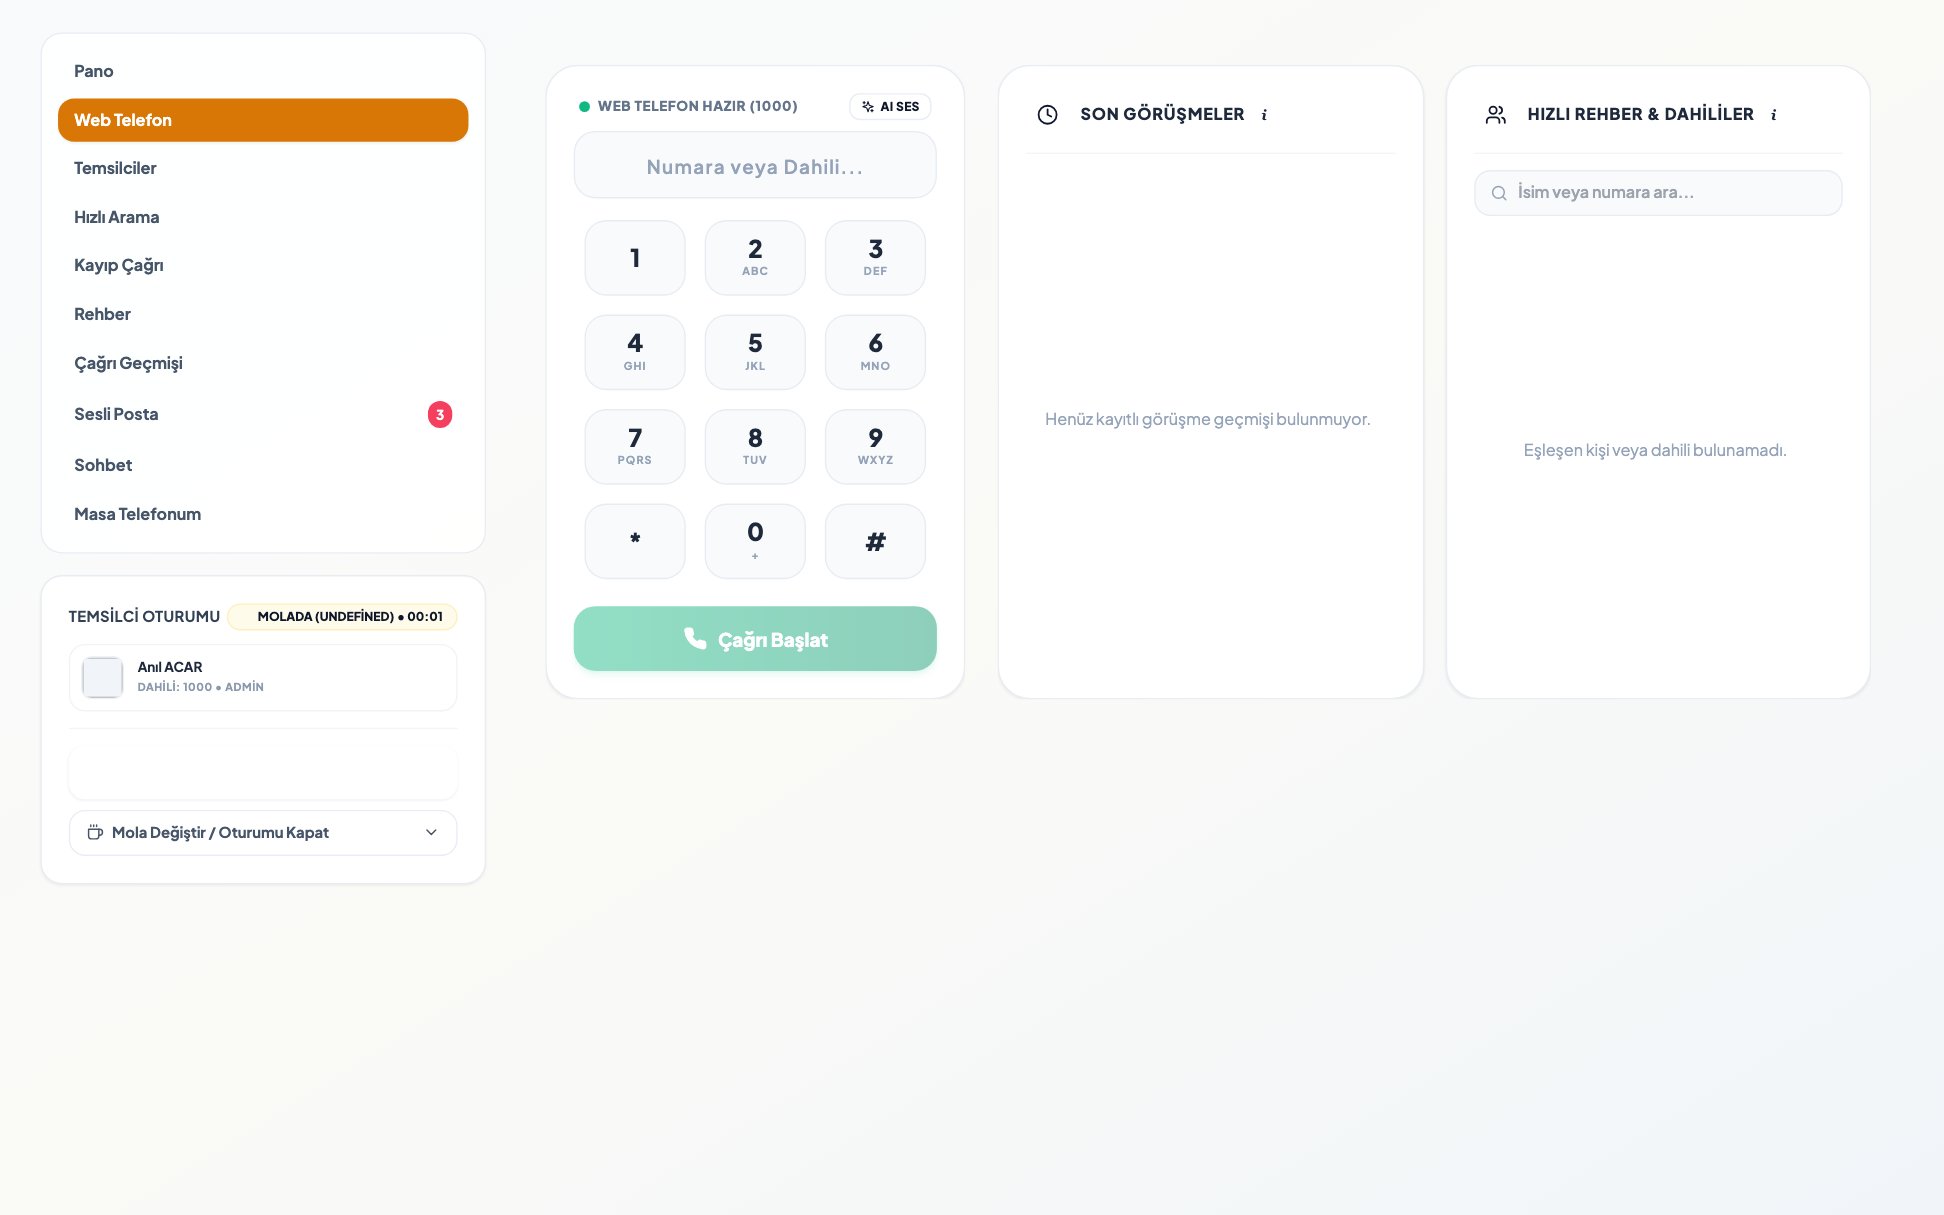 Pano
Web Telefon
Temsilciler
Hızlı Arama
Kayıp Çağrı
Rehber
Çağrı Geçmişi
Sesli Posta 3
Sohbet
Masa Telefonum
TEMSİLCİ OTURUMU MOLADA (UNDEFİNED) • 00:01
Anıl ACAR
DAHİLİ: 1000 • ADMİN
Mola Değiştir / Oturumu Kapat
WEB TELEFON HAZIR (1000) AI SES
Numara veya Dahili...
1 2 3
ABC DEF
4 5 6
GHI JKL MNO
7 8 9
PQRS TUV WXYZ
* 0 #
+
Çağrı Başlat
SON GÖRÜŞMELER i
Henüz kayıtlı görüşme geçmişi bulunmuyor.
HIZLI REHBER & DAHİLİLER i
İsim veya numara ara...
Eşleşen kişi veya dahili bulunamadı.